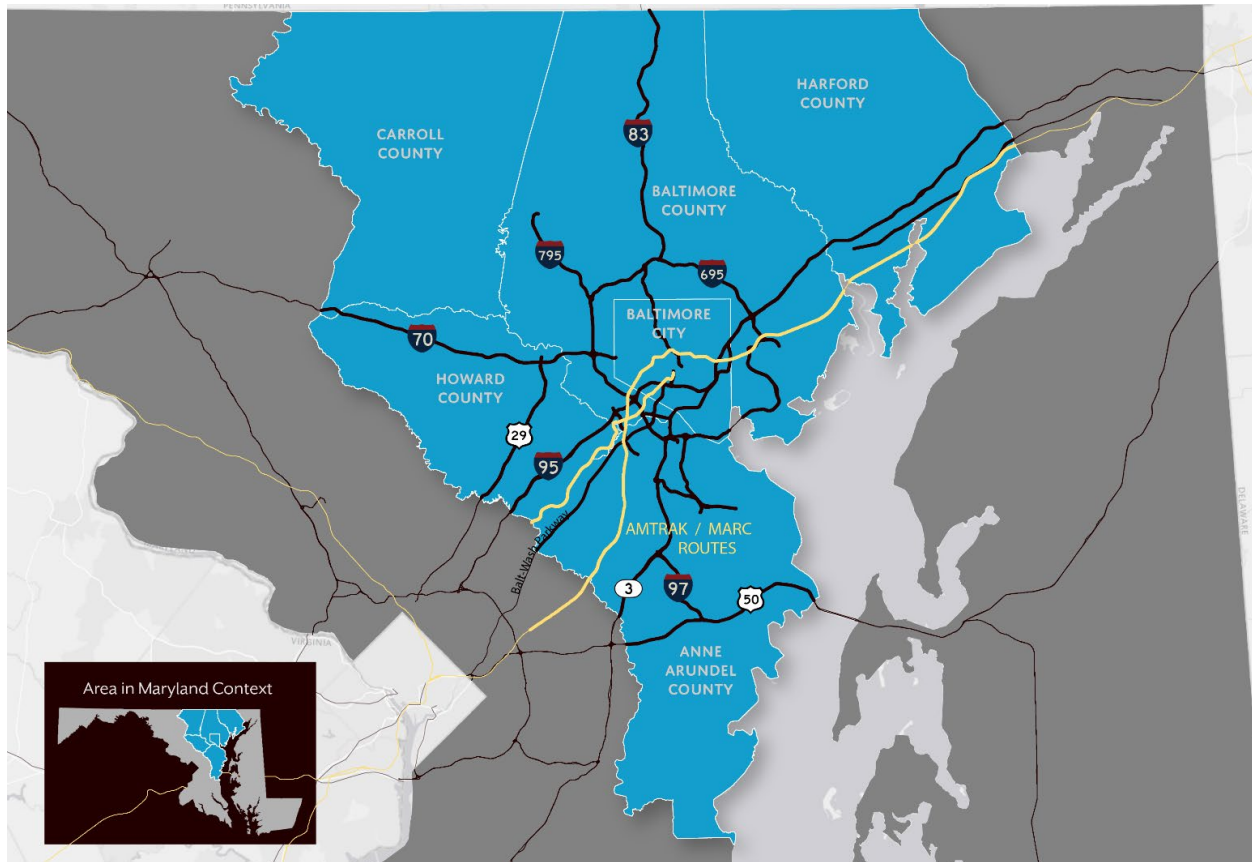 PENNSYLVANIA
HARFORD
COUNTY
CARROLL
COUNTY
83
BALTIMORE
COUNTY
795
695
BALTIMORE
CITY
70
HOWARD
COUNTY
29
95
Balt-Wash Parkway
AMTRAK / MARC
ROUTES
DELAWARE
3
97
50
VIRGINIA
ANNE
ARUNDEL
COUNTY
Area in Maryland Context